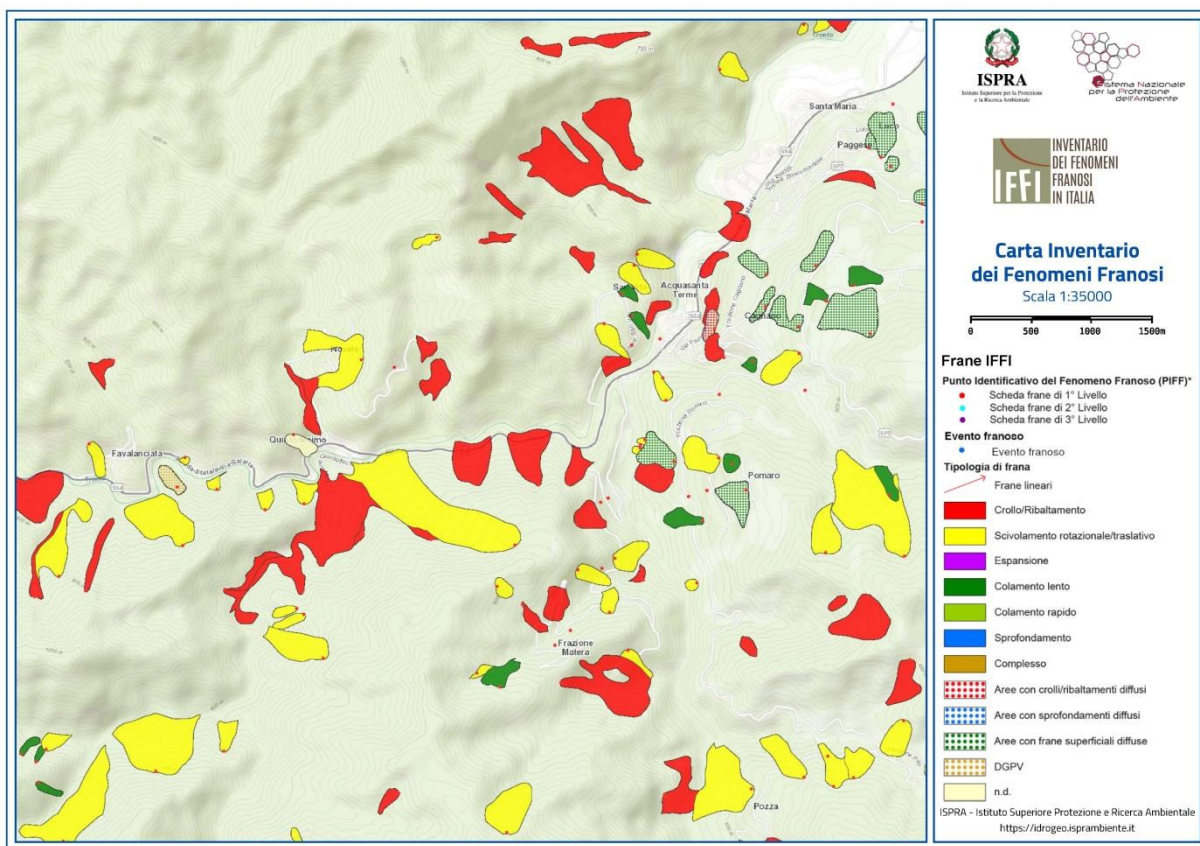 Tronto
750 m
Santa Maria
Paggese
Acquasanta
Terme
Cagnano
Favalanciata
Pomaro
Frazione
Matera
Pozza
ISPRA
Istituto Superiore per la Protezione
e la Ricerca Ambientale
Sistema Nazionale
per la Protezione
dell'Ambiente
IFFI
INVENTARIO
DEI FENOMENI
FRANOSI
IN ITALIA
Carta Inventario
dei Fenomeni Franosi
Scala 1:35000
0 500 1000 1500m
Frane IFFI
Punto Identificativo del Fenomeno Franoso (PIFF)*
Scheda frane di 1° Livello
Scheda frane di 2° Livello
Scheda frane di 3° Livello
Evento franoso
Evento franoso
Tipologia di frana
Frane lineari
Crollo/Ribaltamento
Scivolamento rotazionale/traslativo
Espansione
Colamento lento
Colamento rapido
Sprofondamento
Complesso
Aree con crolli/ribaltamenti diffusi
Aree con sprofondamenti diffusi
Aree con frane superficiali diffuse
DGPV
n.d.
ISPRA - Istituto Superiore Protezione e Ricerca Ambientale
https://idrogeo.isprambiente.it